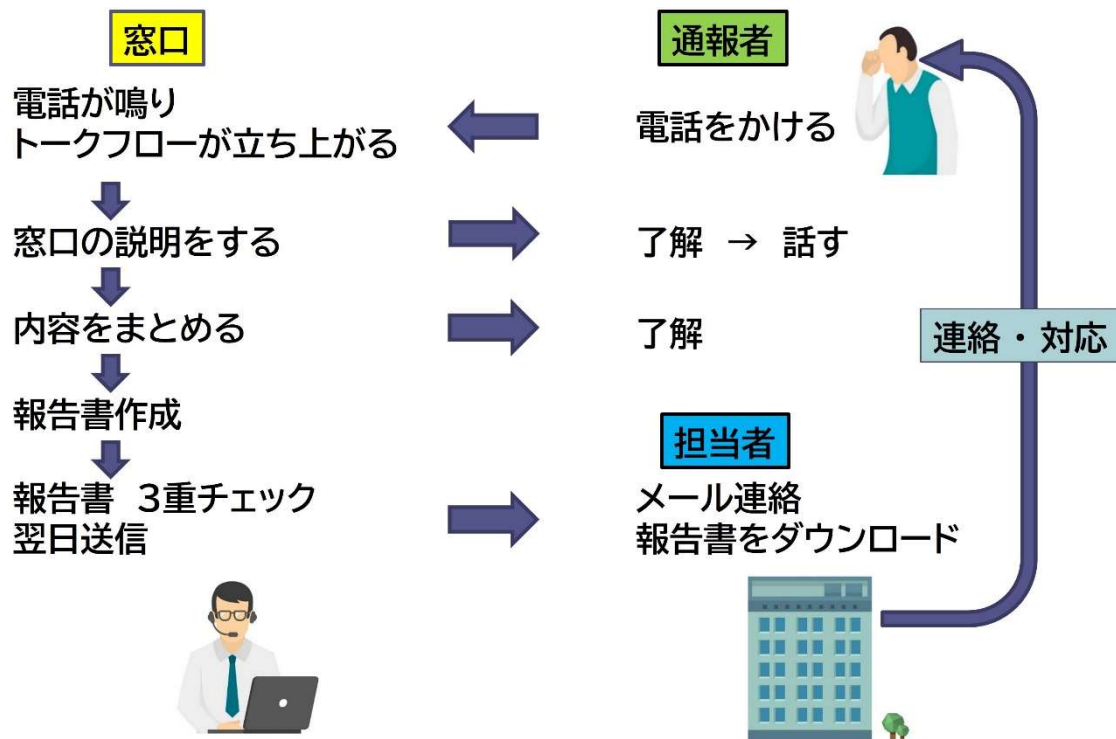 窓口
通報者
電話が鳴り
トークフローが立ち上がる
電話をかける
窓口の説明をする
了解 → 話す
内容をまとめる
了解
連絡・対応
報告書作成
担当者
報告書 3重チェック
翌日送信
メール連絡
報告書をダウンロード